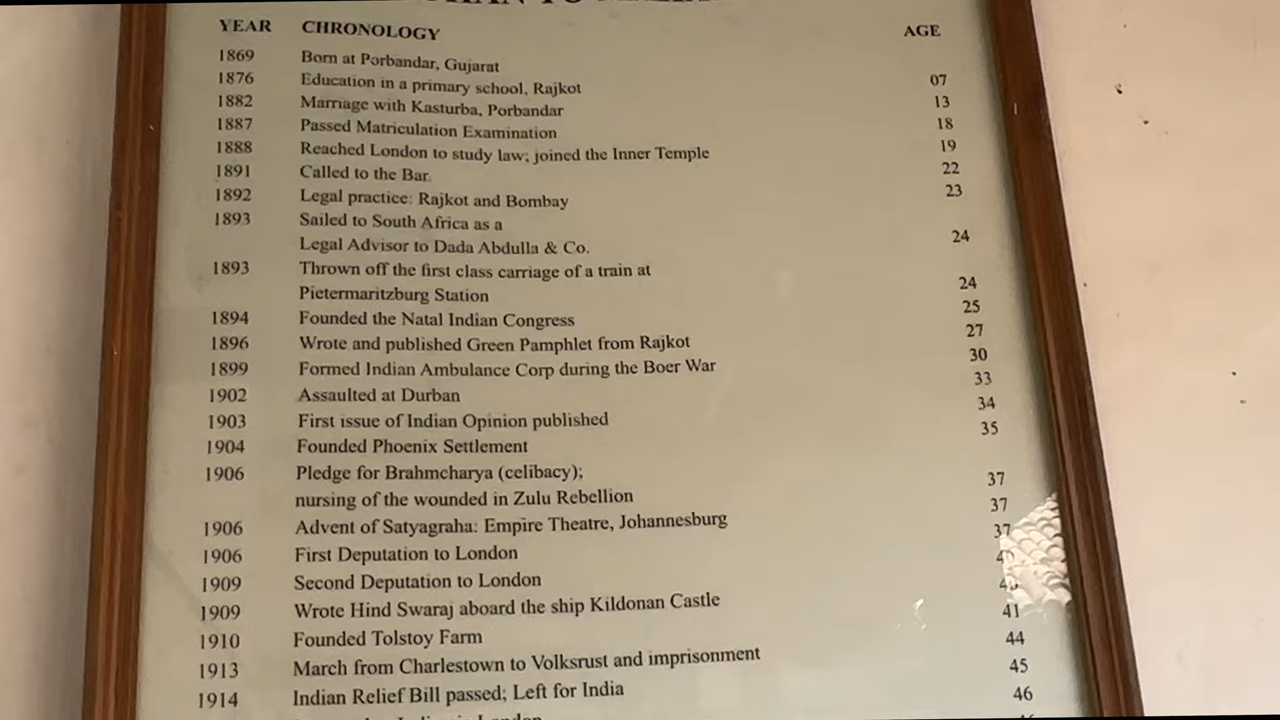 YEAR CHRONOLOGY AGE
1869 Born at Porbandar, Gujarat
1876 Education in a primary school, Rajkot 07
1882 Marriage with Kasturba, Porbandar 13
1887 Passed Matriculation Examination 18
1888 Reached London to study law; joined the Inner Temple 19
1891 Called to the Bar. 22
1892 Legal practice: Rajkot and Bombay 23
1893 Sailed to South Africa as a
Legal Advisor to Dada Abdulla & Co. 24
1893 Thrown off the first class carriage of a train at
Pietermaritzburg Station 24
1894 Founded the Natal Indian Congress 25
1896 Wrote and published Green Pamphlet from Rajkot 27
1899 Formed Indian Ambulance Corp during the Boer War 30
1902 Assaulted at Durban 33
1903 First issue of Indian Opinion published 34
1904 Founded Phoenix Settlement 35
1906 Pledge for Brahmcharya (celibacy);
nursing of the wounded in Zulu Rebellion 37
1906 Advent of Satyagraha: Empire Theatre, Johannesburg 37
1906 First Deputation to London 37
1909 Second Deputation to London
1909 Wrote Hind Swaraj aboard the ship Kildonan Castle
1910 Founded Tolstoy Farm 41
1913 March from Charlestown to Volksrust and imprisonment 44
1914 Indian Relief Bill passed; Left for India 45
46